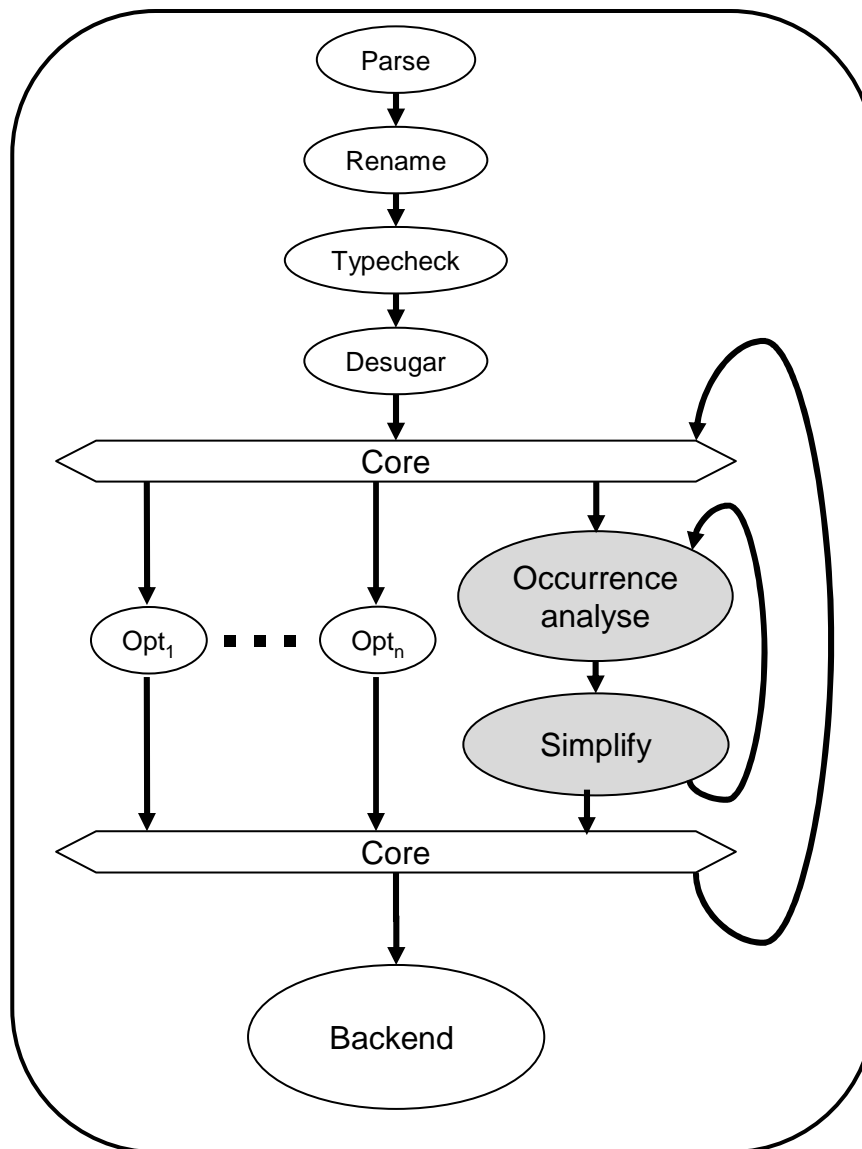 Parse
Rename
Typecheck
Desugar
Core
Occurrence
analyse
Opt₁
Optₙ
Simplify
Core
Backend